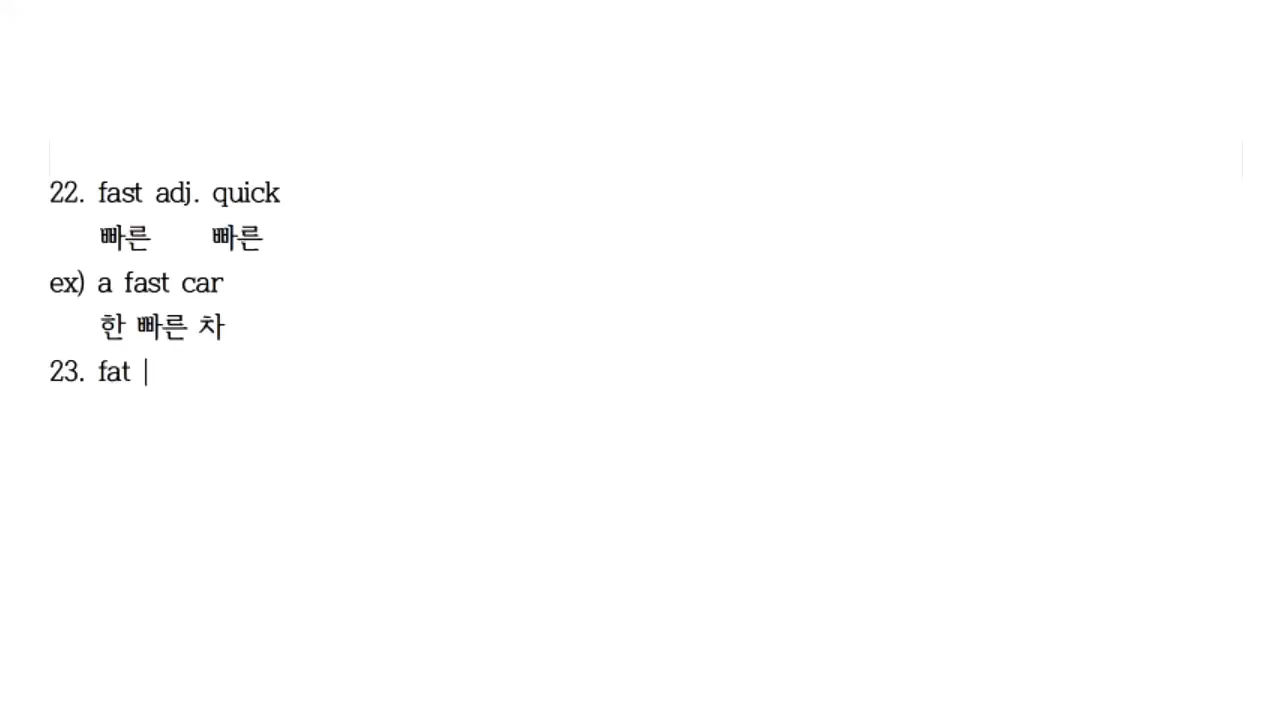 22. fast adj. quick
빠른 빠른
ex) a fast car
한 빠른 차
23. fat